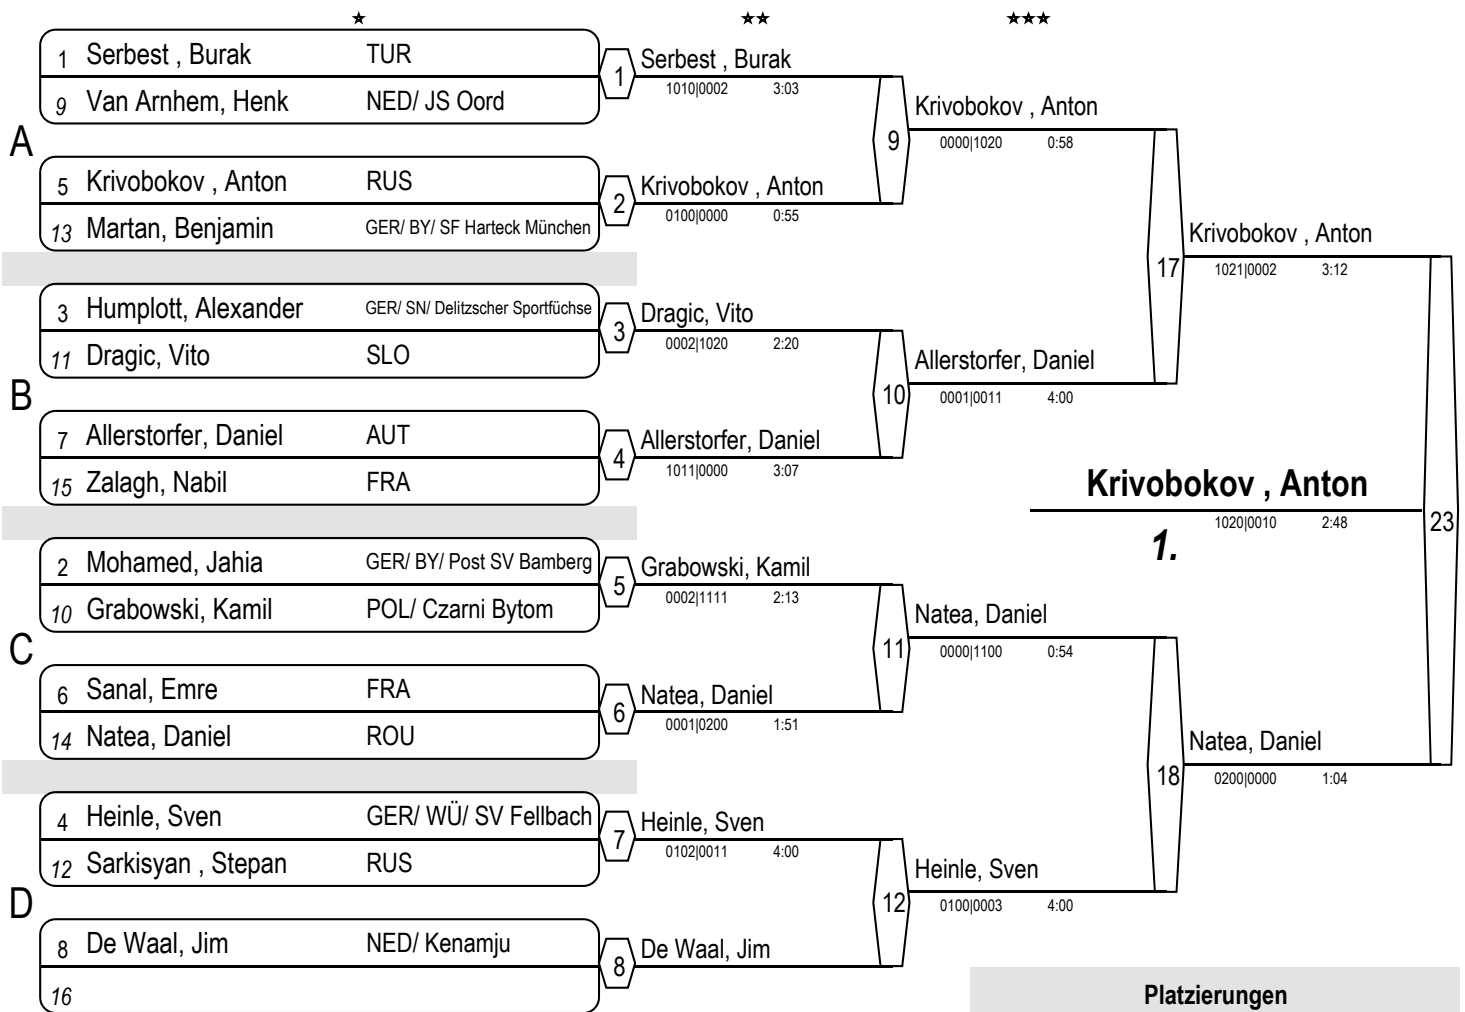 ★ ★★ ★★★
1 Serbest , Burak TUR
9 Van Arnhem, Henk NED/ JS Oord
1 Serbest , Burak
1010|0002 3:03
A
5 Krivobokov , Anton RUS
13 Martan, Benjamin GER/ BY/ SF Harteck München
2 Krivobokov , Anton
0100|0000 0:55
9 Krivobokov , Anton
0000|1020 0:58
3 Humplott, Alexander GER/ SN/ Delitzscher Sportfüchse
11 Dragic, Vito SLO
3 Dragic, Vito
0002|1020 2:20
B
7 Allerstorfer, Daniel AUT
15 Zalagh, Nabil FRA
4 Allerstorfer, Daniel
1011|0000 3:07
10 Allerstorfer, Daniel
0001|0011 4:00
17 Krivobokov , Anton
1021|0002 3:12
2 Mohamed, Jahia GER/ BY/ Post SV Bamberg
10 Grabowski, Kamil POL/ Czarni Bytom
5 Grabowski, Kamil
0002|1111 2:13
C
6 Sanal, Emre FRA
14 Natea, Daniel ROU
6 Natea, Daniel
0001|0200 1:51
11 Natea, Daniel
0000|1100 0:54
4 Heinle, Sven GER/ WÜ/ SV Fellbach
12 Sarkisyan , Stepan RUS
7 Heinle, Sven
0102|0011 4:00
D
8 De Waal, Jim NED/ Kenamju
16
8 De Waal, Jim
12 Heinle, Sven
0100|0003 4:00
18 Natea, Daniel
0200|0000 1:04
23 Krivobokov , Anton
1020|0010 2:48
1.
Platzierungen